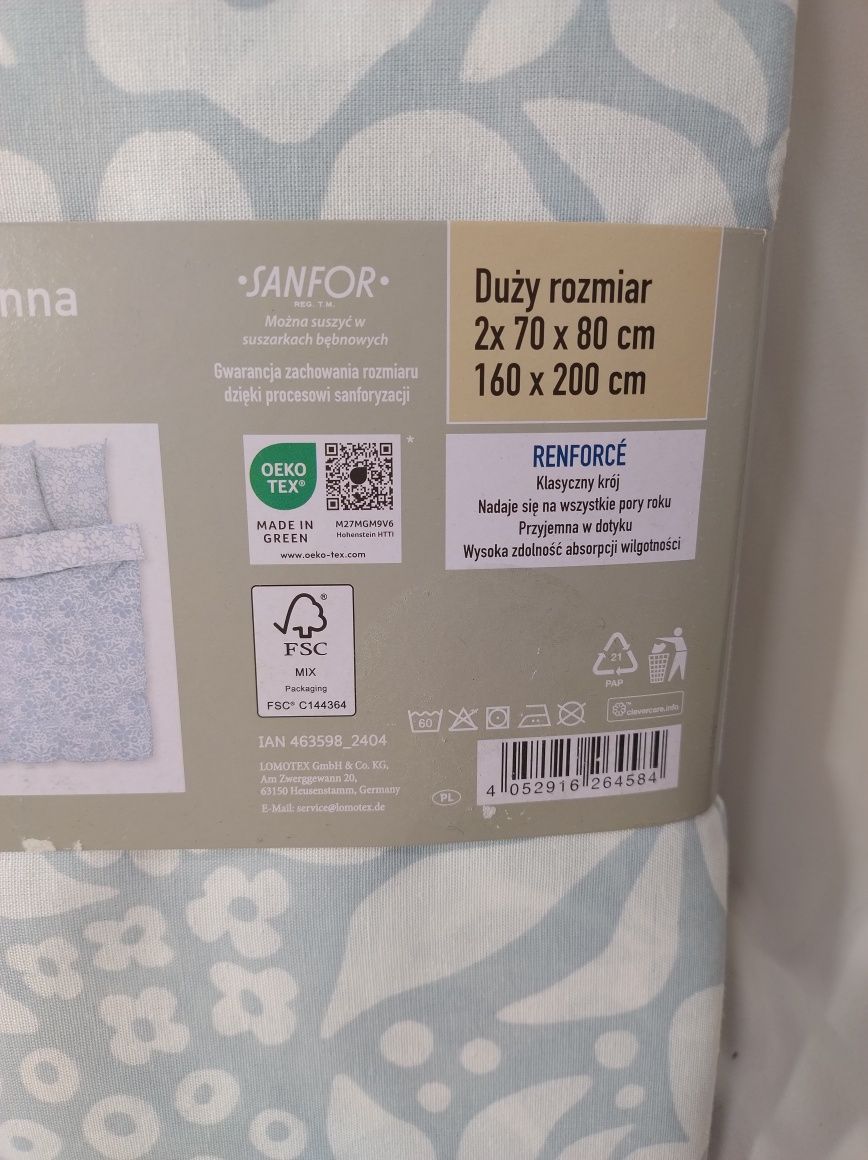 nna
·SANFOR·
REG. T.M.
Można suszyć w
suszarkach bębnowych
Gwarancja zachowania rozmiaru
dzięki procesowi sanforyzacji
Duży rozmiar
2x 70 x 80 cm
160 x 200 cm
OEKO
TEX®
MADE IN
GREEN
M27MGM9V6
Hohenstein HTTI
www.oeko-tex.com
*
RENFORCÉ
Klasyczny krój
Nadaje się na wszystkie pory roku
Przyjemna w dotyku
Wysoka zdolność absorpcji wilgotności
®
FSC
MIX
Packaging
FSC® C144364
21
PAP
60
clevercare.info
IAN 463598_2404
LOMOTEX GmbH & Co. KG,
Am Zwerggewann 20,
63150 Heusenstamm, Germany
E-Mail: service@lomotex.de
PL
4 052916 264584